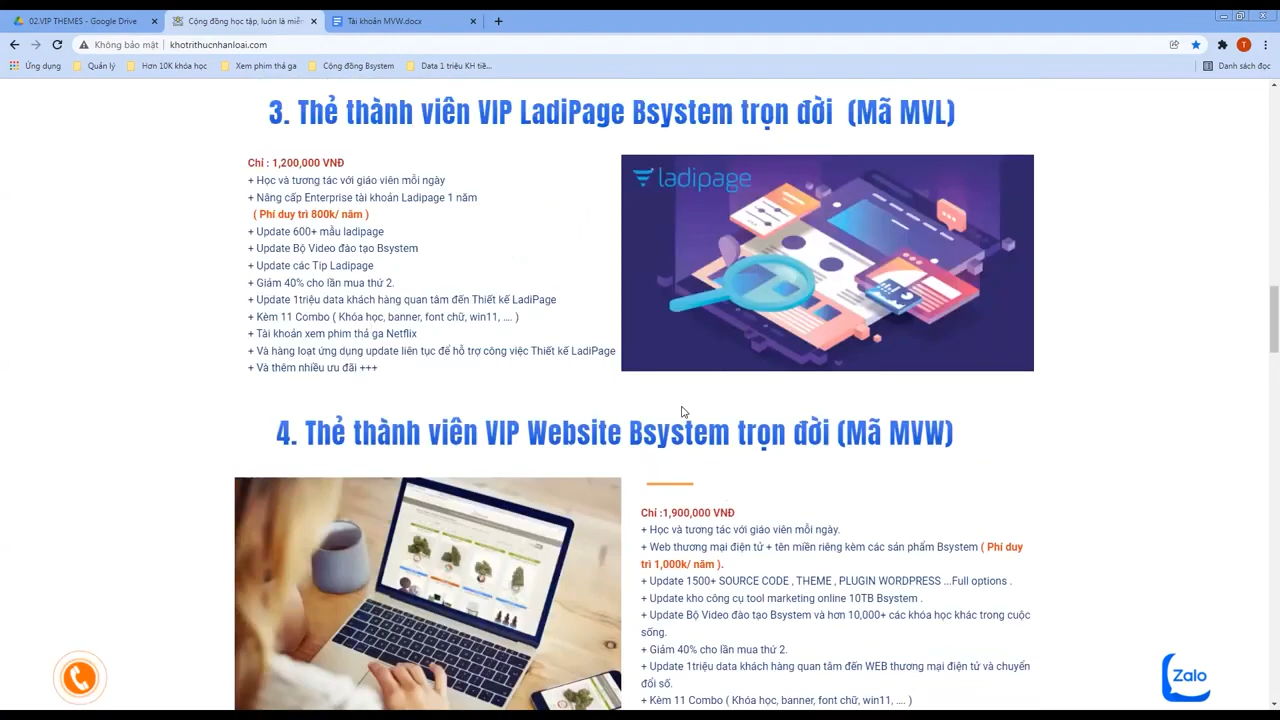 02.VIP THEMES - Google Drive
Cộng đồng học tập, luôn là miễn
Tài khoản MVW.docx
Không bảo mật
khotrithucnhanloai.com
T
Ứng dụng
Quản lý
Hơn 10K khóa học
Xem phim thả ga
Cộng đồng Bsystem
Data 1 triệu KH tiề...
Danh sách đọc
3. Thẻ thành viên VIP LadiPage Bsystem trọn đời (Mã MVL)
Chỉ : 1,200,000 VNĐ
+ Học và tương tác với giáo viên mỗi ngày
+ Nâng cấp Enterprise tài khoản Ladipage 1 năm
( Phí duy trì 800k/ năm )
+ Update 600+ mẫu ladipage
+ Update Bộ Video đào tạo Bsystem
+ Update các Tip Ladipage
+ Giảm 40% cho lần mua thứ 2.
+ Update 1triệu data khách hàng quan tâm đến Thiết kế LadiPage
+ Kèm 11 Combo ( Khóa học, banner, font chữ, win11, .... )
+ Tài khoản xem phim thả ga Netflix
+ Và hàng loạt ứng dụng update liên tục để hỗ trợ công việc Thiết kế LadiPage
+ Và thêm nhiều ưu đãi +++
ladipage
4. Thẻ thành viên VIP Website Bsystem trọn đời (Mã MVW)
Chỉ :1,900,000 VNĐ
+ Học và tương tác với giáo viên mỗi ngày.
+ Web thương mại điện tử + tên miền riêng kèm các sản phẩm Bsystem ( Phí duy
trì 1,000k/ năm ).
+ Update 1500+ SOURCE CODE , THEME , PLUGIN WORDPRESS ...Full options .
+ Update kho công cụ tool marketing online 10TB Bsystem .
+ Update Bộ Video đào tạo Bsystem và hơn 10,000+ các khóa học khác trong cuộc
sống.
+ Giảm 40% cho lần mua thứ 2.
+ Update 1triệu data khách hàng quan tâm đến WEB thương mại điện tử và chuyển
đổi số.
+ Kèm 11 Combo ( Khóa học, banner, font chữ, win11, .... )
Zalo